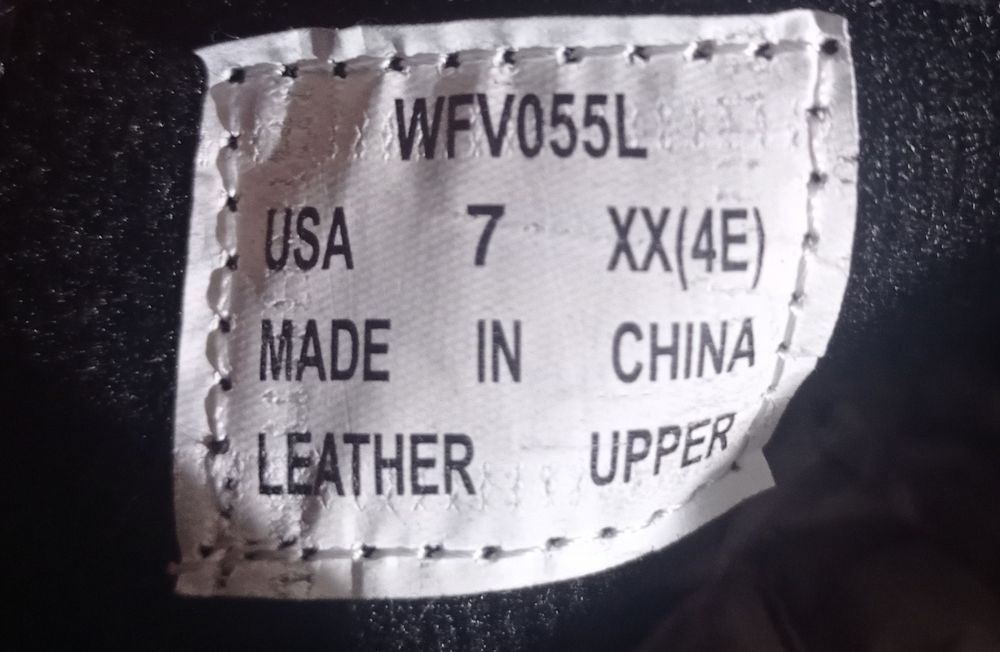 WFV055L
USA 7 XX(4E)
MADE IN CHINA
LEATHER UPPER